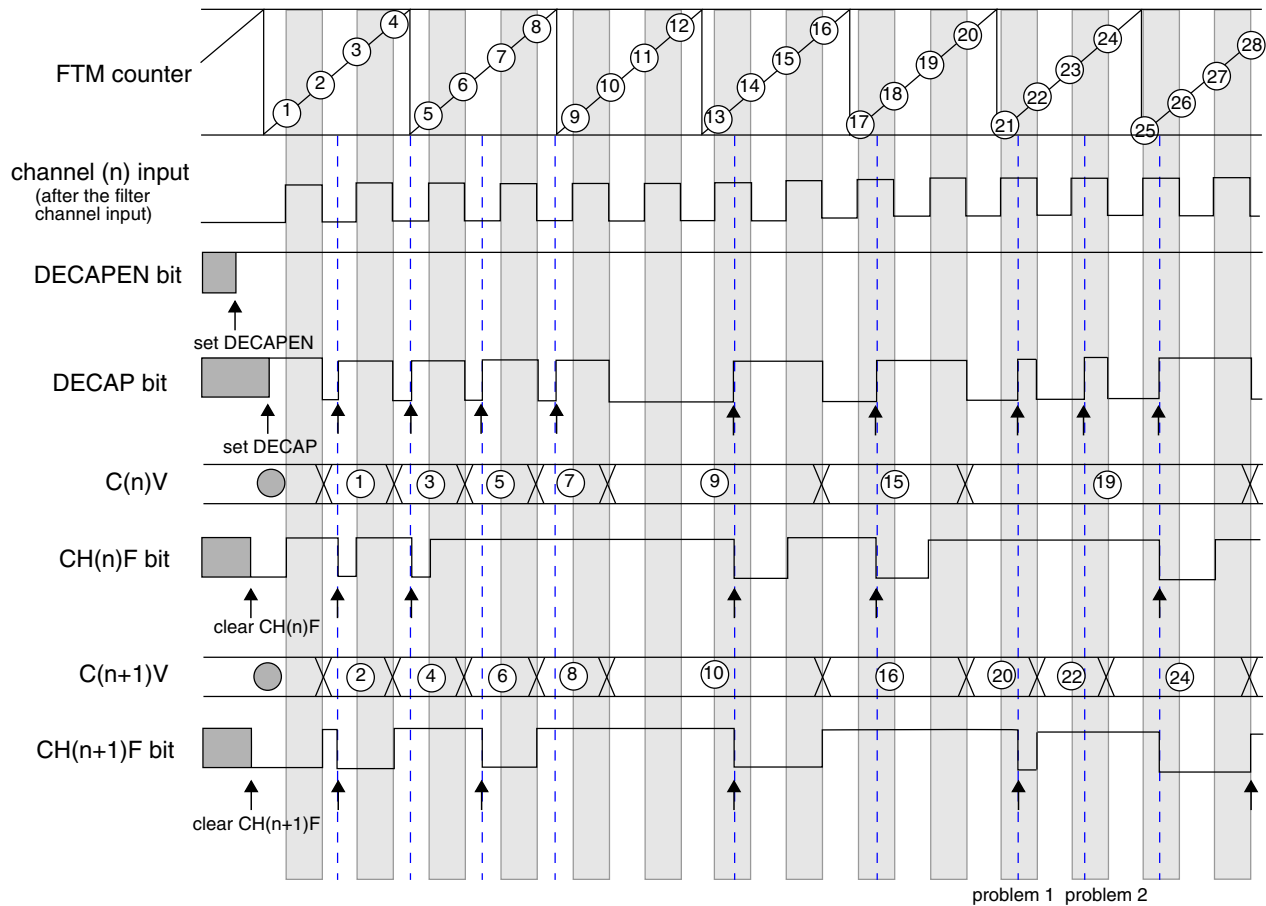 FTM counter
1 2 3 4 5 6 7 8 9 10 11 12 13 14 15 16 17 18 19 20 21 22 23 24 25 26 27 28
channel (n) input
(after the filter
channel input)
DECAPEN bit
set DECAPEN
DECAP bit
set DECAP
C(n)V
1 3 5 7 9 15 19
CH(n)F bit
clear CH(n)F
C(n+1)V
2 4 6 8 10 16 20 22 24
CH(n+1)F bit
clear CH(n+1)F
problem 1 problem 2